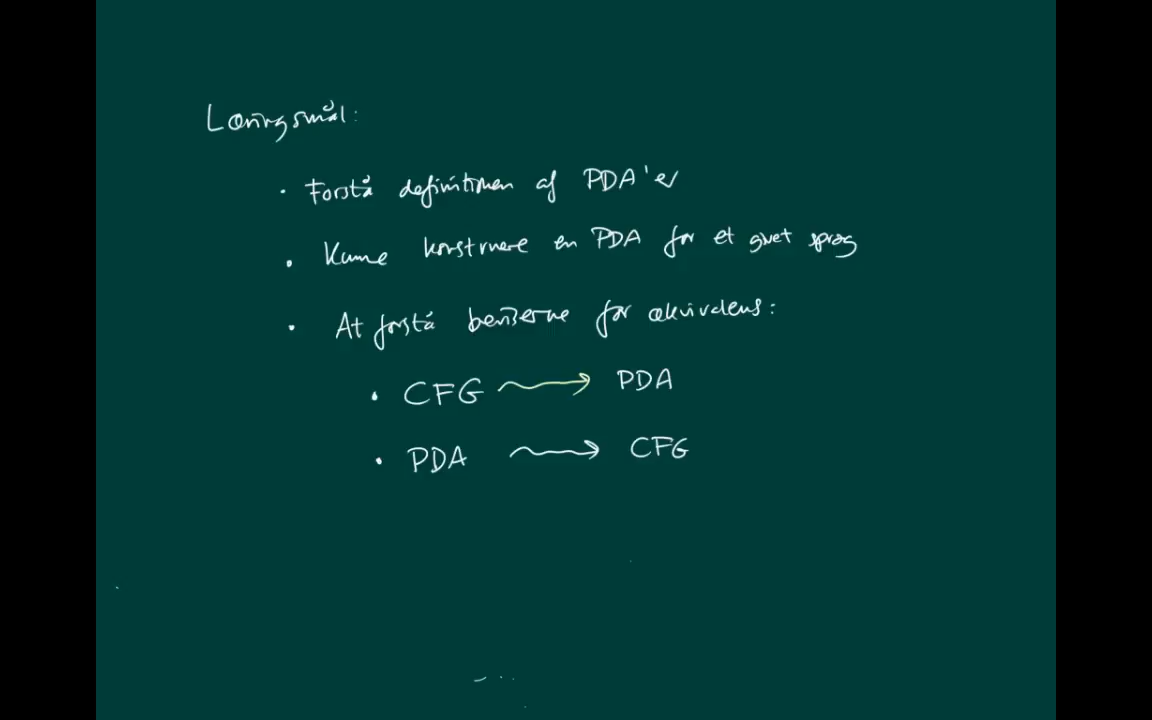 Læringsmål:
· Forstå definitionen af PDA'er
· Kunne konstruere en PDA for et givet sprog
· At forstå beviserne for ækvivalens:
· CFG ⟿ PDA
· PDA ⟿ CFG